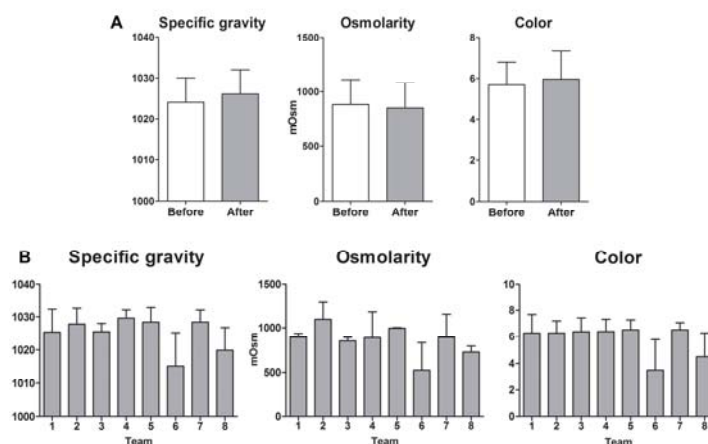 A
Specific gravity
1040
1030
1020
1010
1000
Before After
Osmolarity
mOsm
1500
1000
500
0
Before After
Color
8
6
4
2
0
Before After
B
Specific gravity
1040
1030
1020
1010
1000
1 2 3 4 5 6 7 8
Team
Osmolarity
mOsm
1500
1000
500
0
1 2 3 4 5 6 7 8
Team
Color
10
8
6
4
2
0
1 2 3 4 5 6 7 8
Team